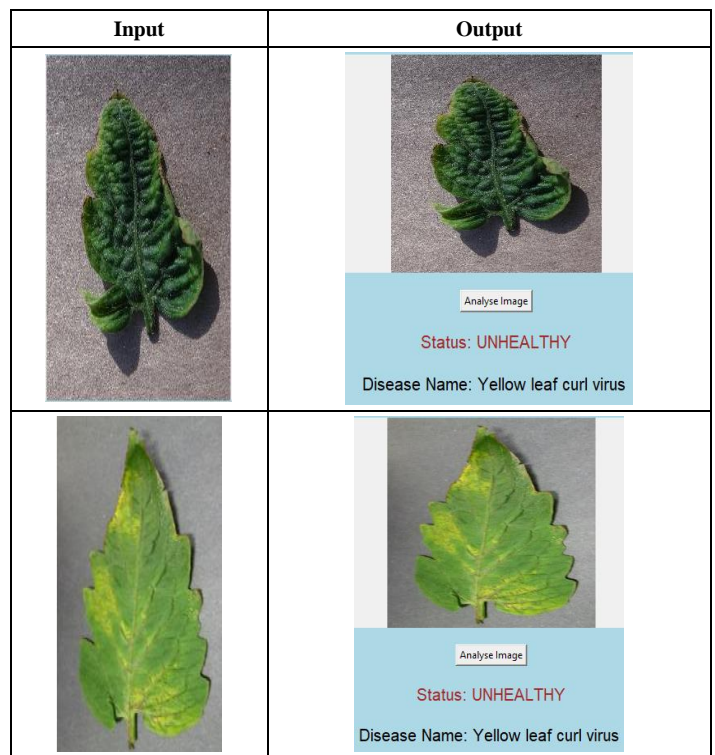 Input
Output
Analyse Image
Status: UNHEALTHY
Disease Name: Yellow leaf curl virus
Analyse Image
Status: UNHEALTHY
Disease Name: Yellow leaf curl virus